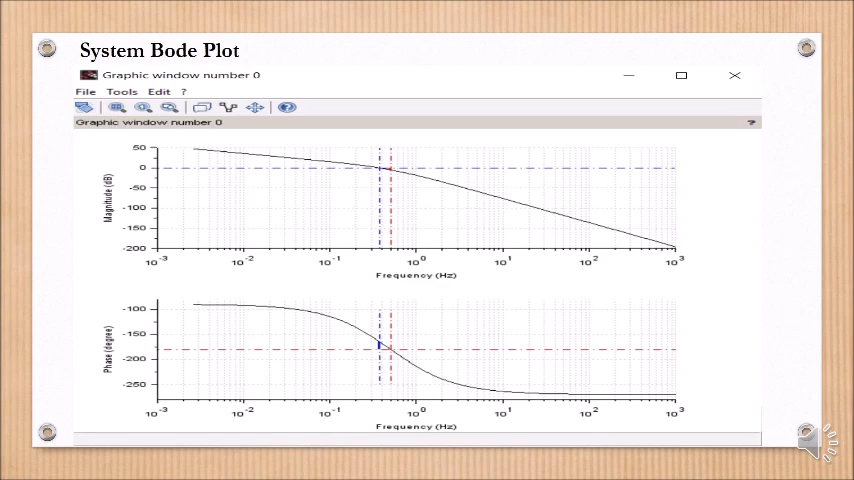 System Bode Plot
Graphic window number 0
File Tools Edit ?
Graphic window number 0 ?
50
0
-50
-100
-150
-200
Magnitude (dB)
10-3 10-2 10-1 100 101 102 103
Frequency (Hz)
-100
-150
-200
-250
Phase (degree)
10-3 10-2 10-1 100 101 102 103
Frequency (Hz)